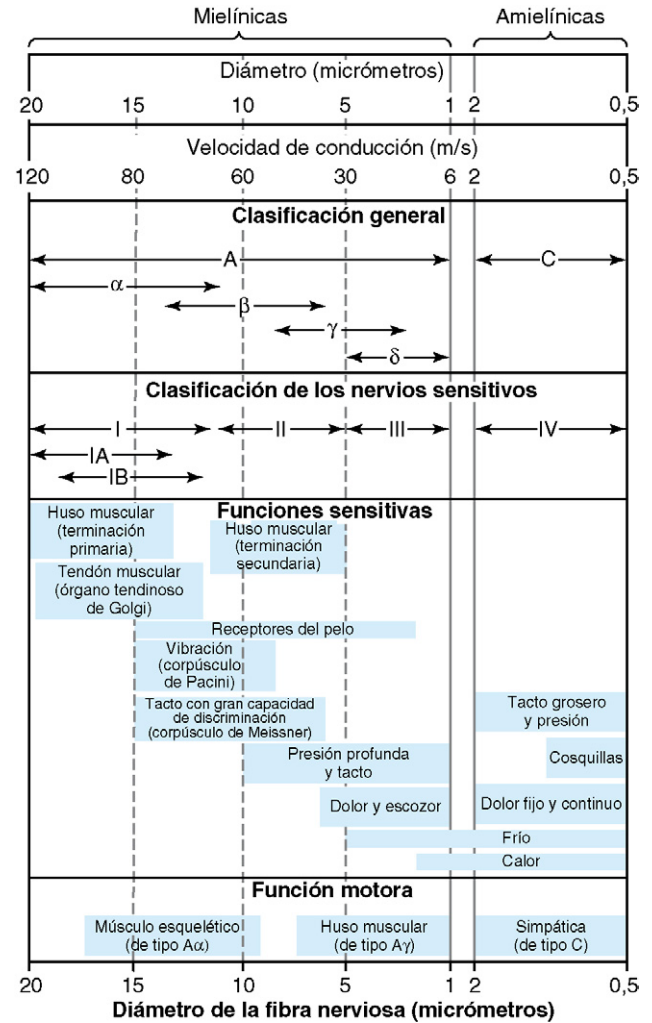 Mielínicas Amielínicas
Diámetro (micrómetros)
20 15 10 5 1 2 0,5
Velocidad de conducción (m/s)
120 80 60 30 6 2 0,5
Clasificación general
A C
α
β
γ
δ
Clasificación de los nervios sensitivos
I II III IV
IA
IB
Funciones sensitivas
Huso muscular
(terminación
primaria)
Huso muscular
(terminación
secundaria)
Tendón muscular
(órgano tendinoso
de Golgi)
Receptores del pelo
Vibración
(corpúsculo
de Pacini)
Tacto con gran capacidad
de discriminación
(corpúsculo de Meissner)
Tacto grosero
y presión
Presión profunda
y tacto
Cosquillas
Dolor y escozor
Dolor fijo y continuo
Frío
Calor
Función motora
Músculo esquelético
(de tipo Aα)
Huso muscular
(de tipo Aγ)
Simpática
(de tipo C)
20 15 10 5 1 2 0,5
Diámetro de la fibra nerviosa (micrómetros)